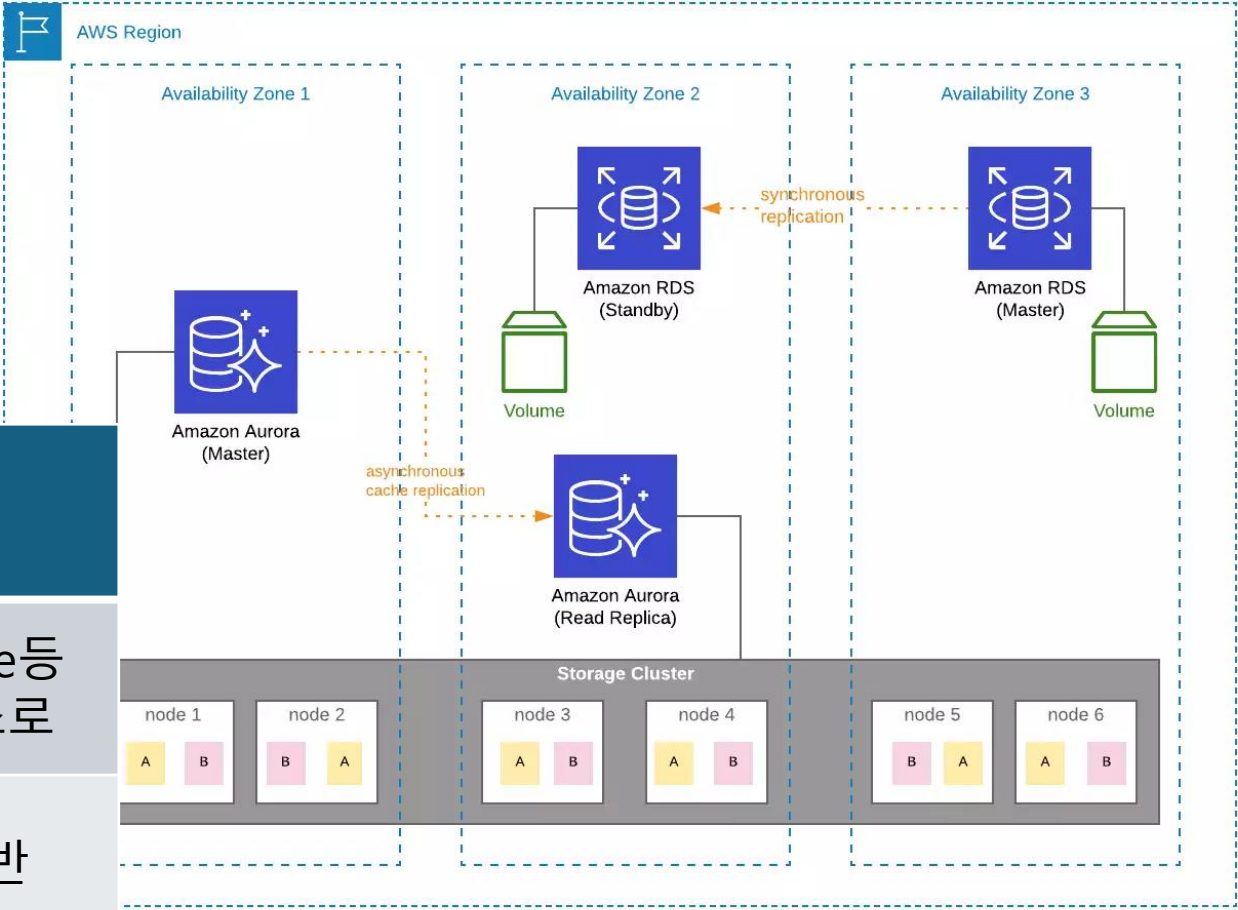 AWS Region
Availability Zone 1
Availability Zone 2
Availability Zone 3
synchronous
replication
Amazon RDS
(Standby)
Amazon RDS
(Master)
Volume
Volume
Amazon Aurora
(Master)
asynchronous
cache replication
Amazon Aurora
(Read Replica)
e등
로
반
Storage Cluster
node 1
node 2
node 3
node 4
node 5
node 6
A B
B A
A B
A B
B A
A B